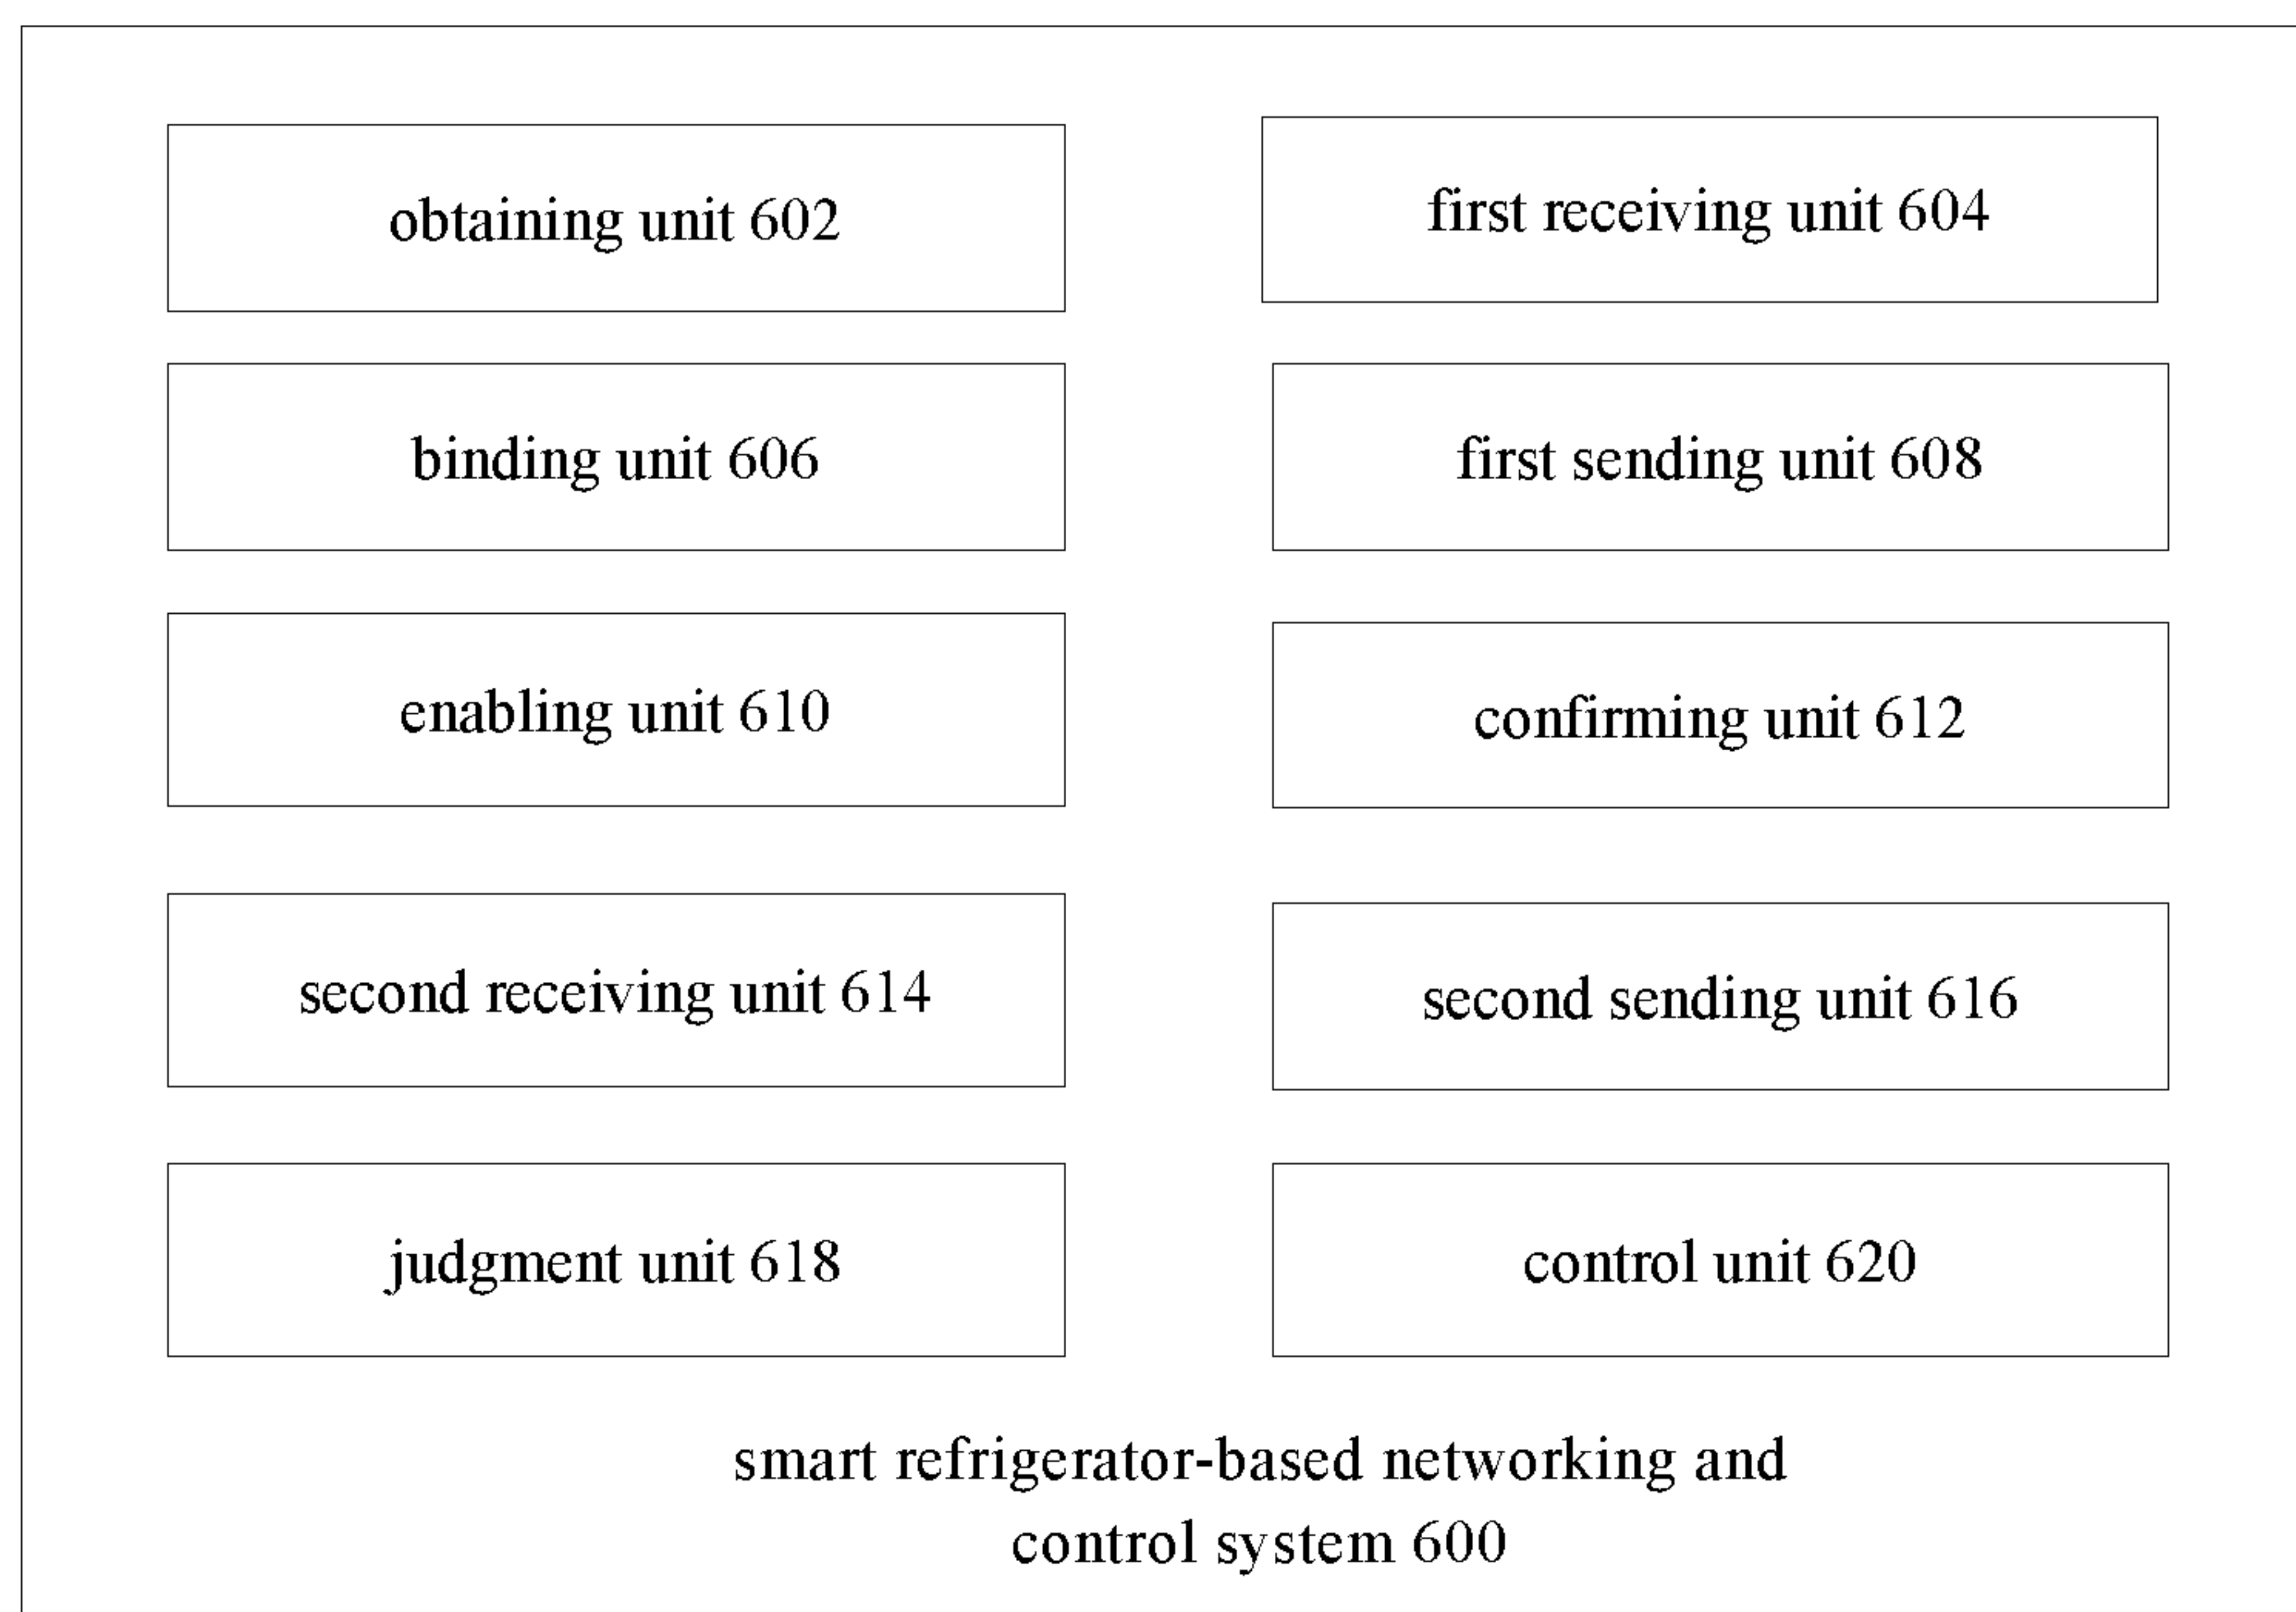 obtaining unit 602
first receiving unit 604
binding unit 606
first sending unit 608
enabling unit 610
confirming unit 612
second receiving unit 614
second sending unit 616
judgment unit 618
control unit 620
smart refrigerator-based networking and
control system 600